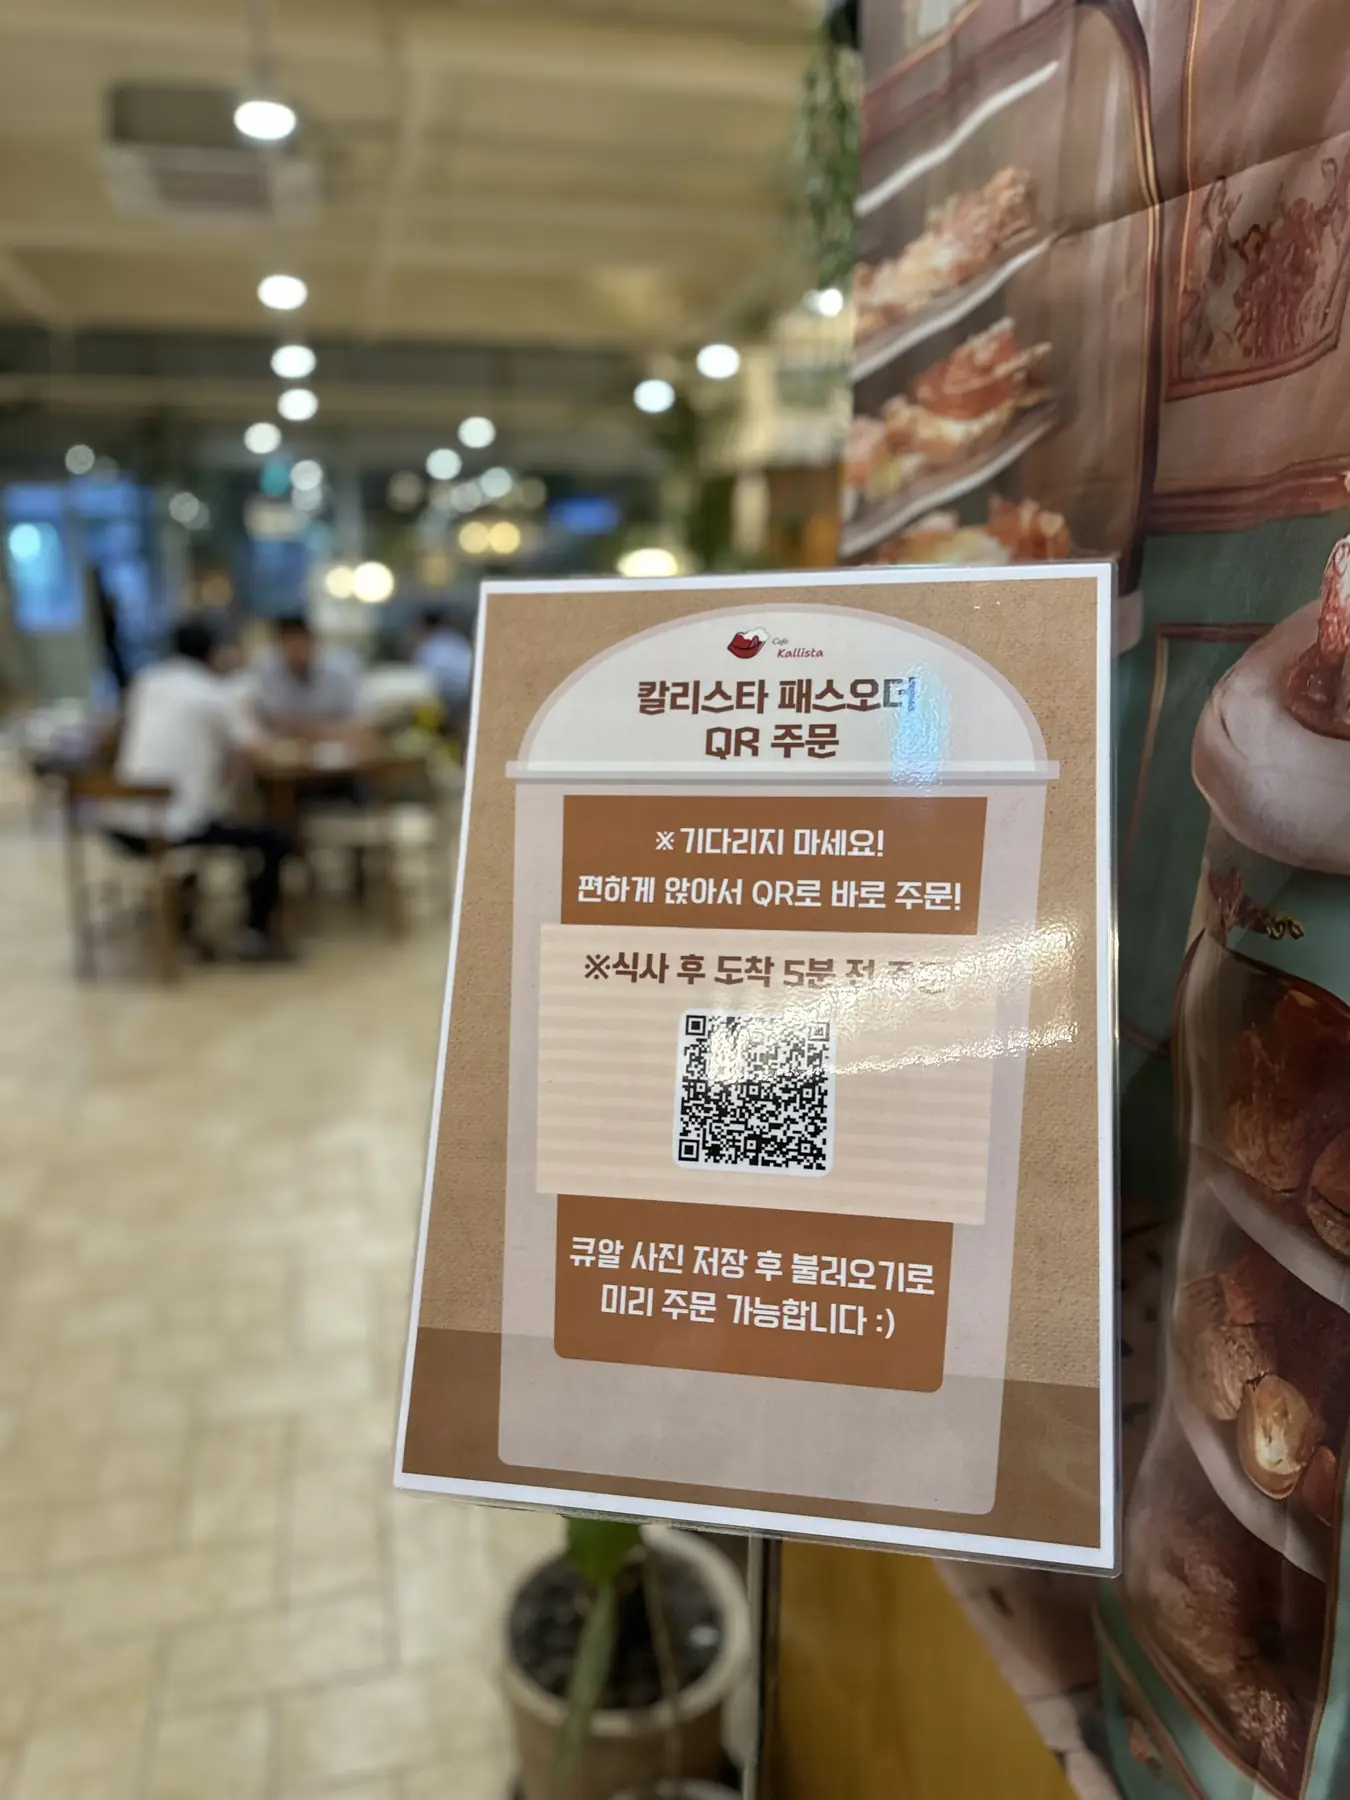 Cafe
Kallista
칼리스타 패스오더
QR 주문
※ 기다리지 마세요!
편하게 앉아서 QR로 바로 주문!
※식사 후 도착 5분 전 주문
큐알 사진 저장 후 불러오기로
미리 주문 가능합니다 :)